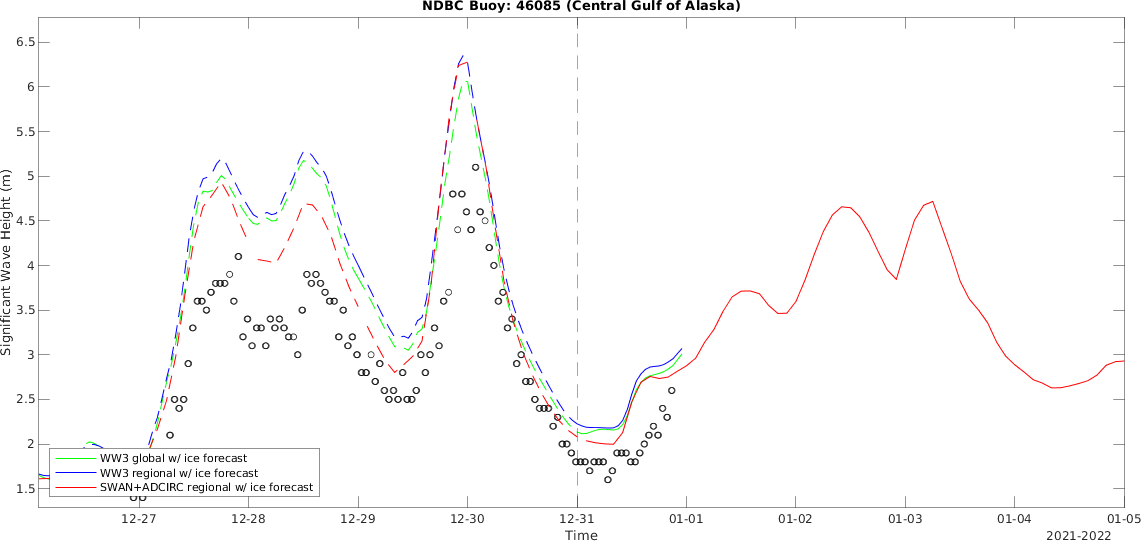 NDBC Buoy: 46085 (Central Gulf of Alaska)
Significant Wave Height (m)
6.5
6
5.5
5
4.5
4
3.5
3
2.5
2
1.5
WW3 global w/ ice forecast
WW3 regional w/ ice forecast
SWAN+ADCIRC regional w/ ice forecast
12-27 12-28 12-29 12-30 12-31 01-01 01-02 01-03 01-04 01-05
Time
2021-2022